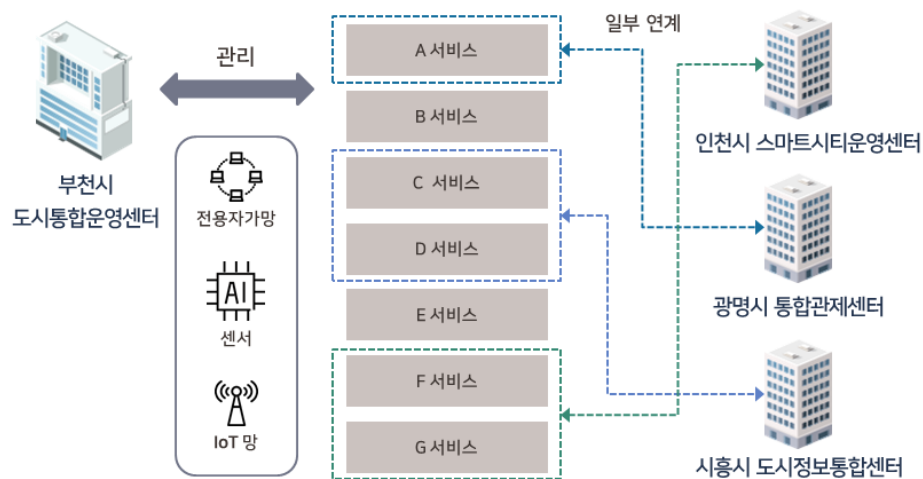 일부 연계
관리
A 서비스
B 서비스
C 서비스
D 서비스
E 서비스
F 서비스
G 서비스
부천시
도시통합운영센터
전용자가망
AI
센서
IoT 망
인천시 스마트시티운영센터
광명시 통합관제센터
시흥시 도시정보통합센터